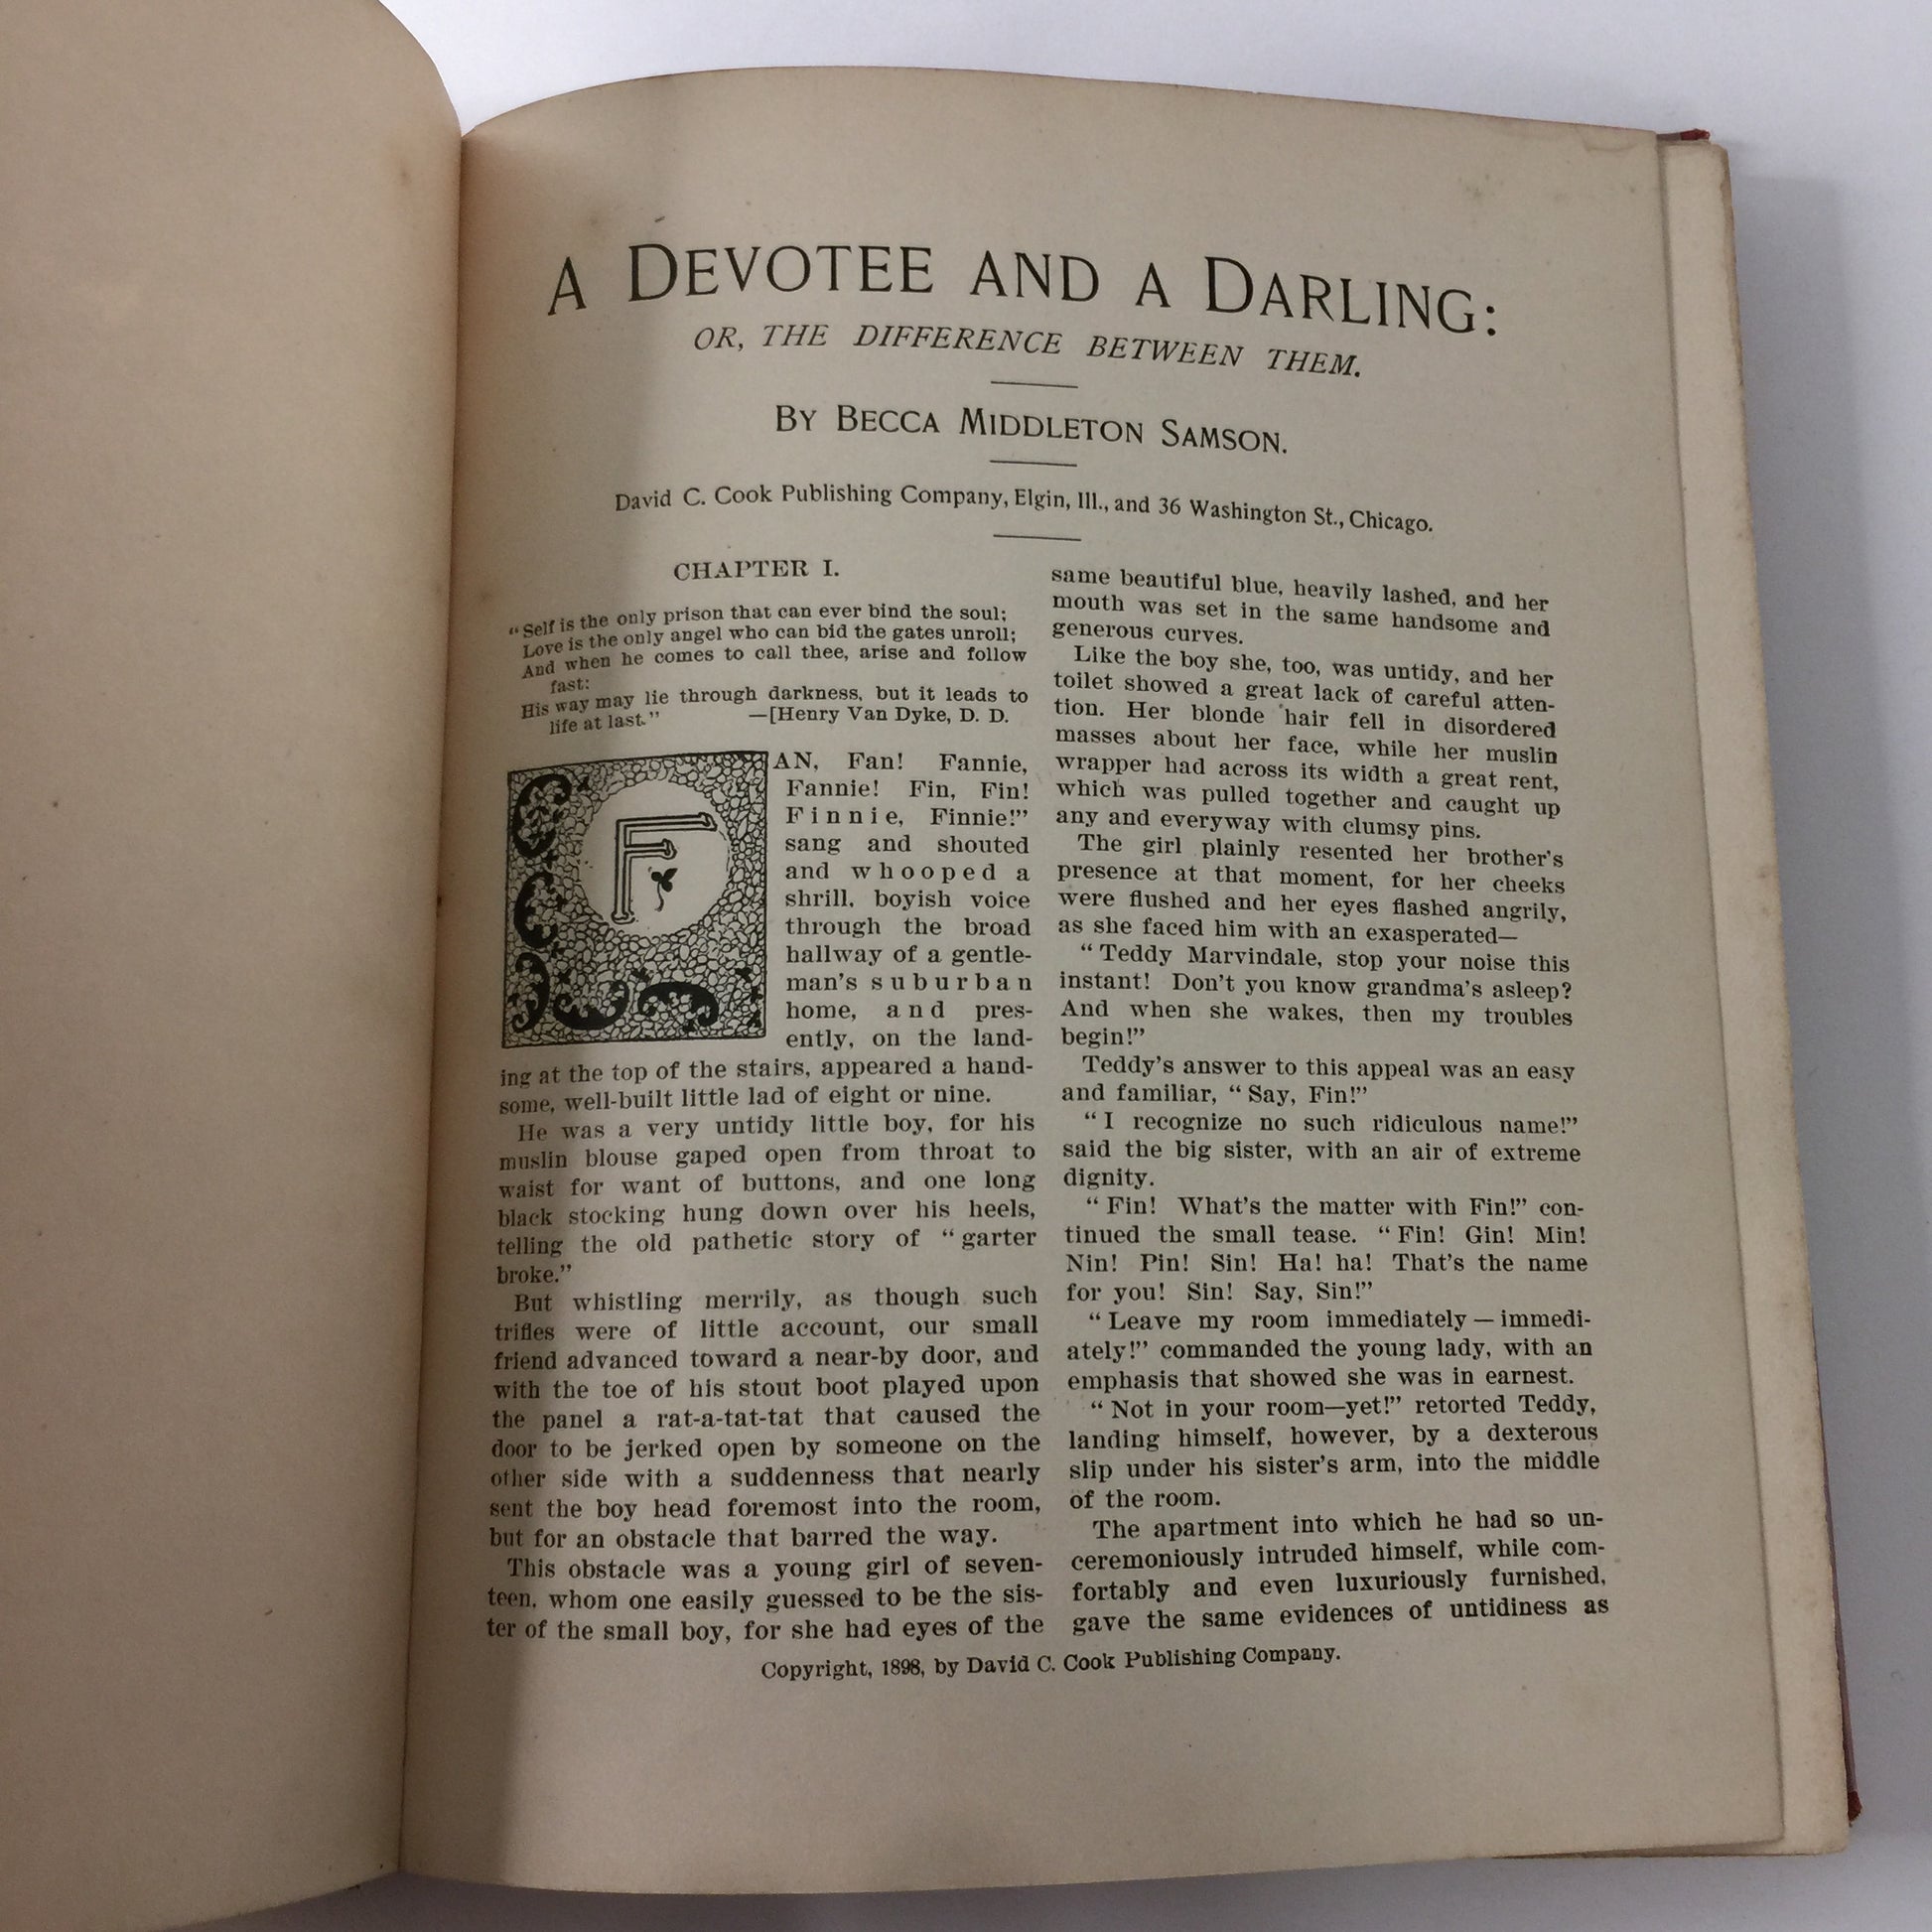 A DEVOTEE AND A DARLING:
OR, THE DIFFERENCE BETWEEN THEM.
BY BECCA MIDDLETON SAMSON.
David C. Cook Publishing Company, Elgin, Ill., and 36 Washington St., Chicago.
CHAPTER I.
“Self is the only prison that can ever bind the soul;
Love is the only angel who can bid the gates unroll;
And when he comes to call thee, arise and follow
fast:
His way may lie through darkness, but it leads to
life at last.” —[Henry Van Dyke, D. D.
FAN, Fan! Fannie,
Fannie! Fin, Fin!
Finnie, Finnie!”
sang and shouted
and whooped a
shrill, boyish voice
through the broad
hallway of a gentle-
man's suburban
home, and pres-
ently, on the land-
ing at the top of the stairs, appeared a hand-
some, well-built little lad of eight or nine.
He was a very untidy little boy, for his
muslin blouse gaped open from throat to
waist for want of buttons, and one long
black stocking hung down over his heels,
telling the old pathetic story of “garter
broke.”
But whistling merrily, as though such
trifles were of little account, our small
friend advanced toward a near-by door, and
with the toe of his stout boot played upon
the panel a rat-a-tat-tat that caused the
door to be jerked open by someone on the
other side with a suddenness that nearly
sent the boy head foremost into the room,
but for an obstacle that barred the way.
This obstacle was a young girl of seven-
teen, whom one easily guessed to be the sis-
ter of the small boy, for she had eyes of the
same beautiful blue, heavily lashed, and her
mouth was set in the same handsome and
generous curves.
Like the boy she, too, was untidy, and her
toilet showed a great lack of careful atten-
tion. Her blonde hair fell in disordered
masses about her face, while her muslin
wrapper had across its width a great rent,
which was pulled together and caught up
any and everyway with clumsy pins.
The girl plainly resented her brother's
presence at that moment, for her cheeks
were flushed and her eyes flashed angrily,
as she faced him with an exasperated—
“Teddy Marvindale, stop your noise this
instant! Don't you know grandma's asleep?
And when she wakes, then my troubles
begin!”
Teddy's answer to this appeal was an easy
and familiar, “Say, Fin!”
“I recognize no such ridiculous name!”
said the big sister, with an air of extreme
dignity.
“Fin! What's the matter with Fin!” con-
tinued the small tease. “Fin! Gin! Min!
Nin! Pin! Sin! Ha! ha! That's the name
for you! Sin! Say, Sin!”
“Leave my room immediately—immedi-
ately!” commanded the young lady, with an
emphasis that showed she was in earnest.
“Not in your room—yet!” retorted Teddy,
landing himself, however, by a dexterous
slip under his sister's arm, into the middle
of the room.
The apartment into which he had so un-
ceremoniously intruded himself, while com-
fortably and even luxuriously furnished,
gave the same evidences of untidiness as
Copyright, 1898, by David C. Cook Publishing Company.